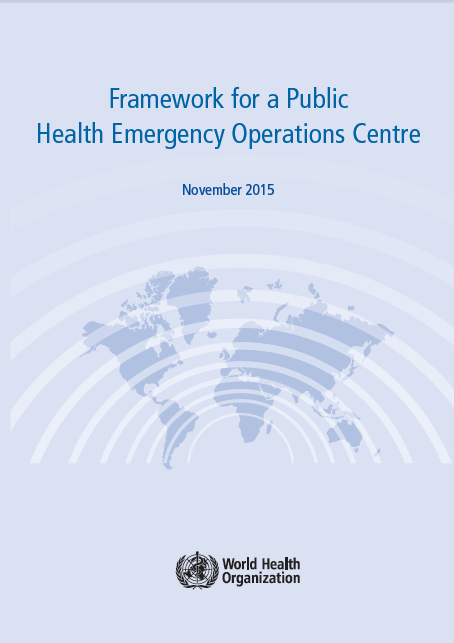 Framework for a Public
Health Emergency Operations Centre
November 2015
World Health
Organization